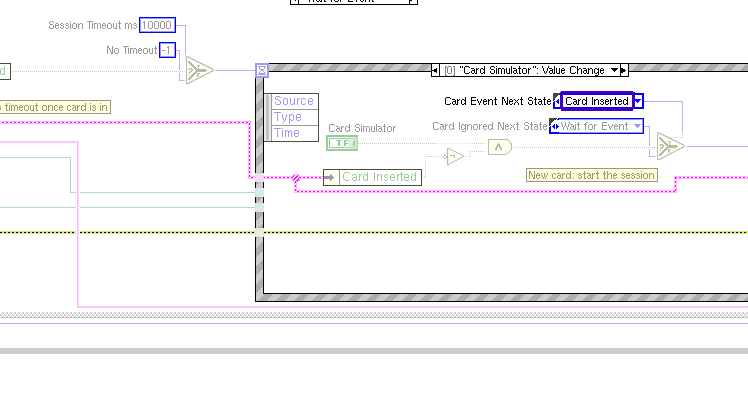 Wait for Event
Session Timeout ms 10000
No Timeout -1
d
[0] "Card Simulator": Value Change
s timeout once card is in
Source
Type
Time
Card Event Next State Card Inserted
Card Simulator
Card Ignored Next State Wait for Event
TF
Card Inserted
New card: start the session